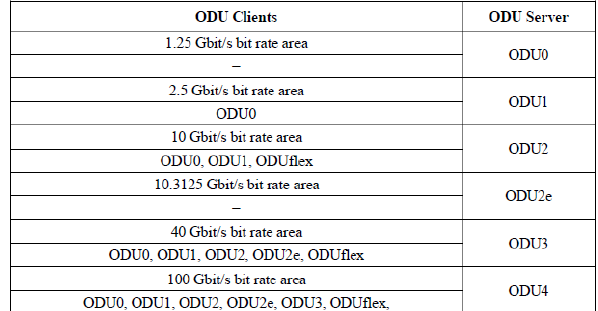 ODU Clients ODU Server
1.25 Gbit/s bit rate area
–
ODU0
2.5 Gbit/s bit rate area
ODU0
ODU1
10 Gbit/s bit rate area
ODU0, ODU1, ODUflex
ODU2
10.3125 Gbit/s bit rate area
–
ODU2e
40 Gbit/s bit rate area
ODU0, ODU1, ODU2, ODU2e, ODUflex
ODU3
100 Gbit/s bit rate area
ODU0, ODU1, ODU2, ODU2e, ODU3, ODUflex,
ODU4